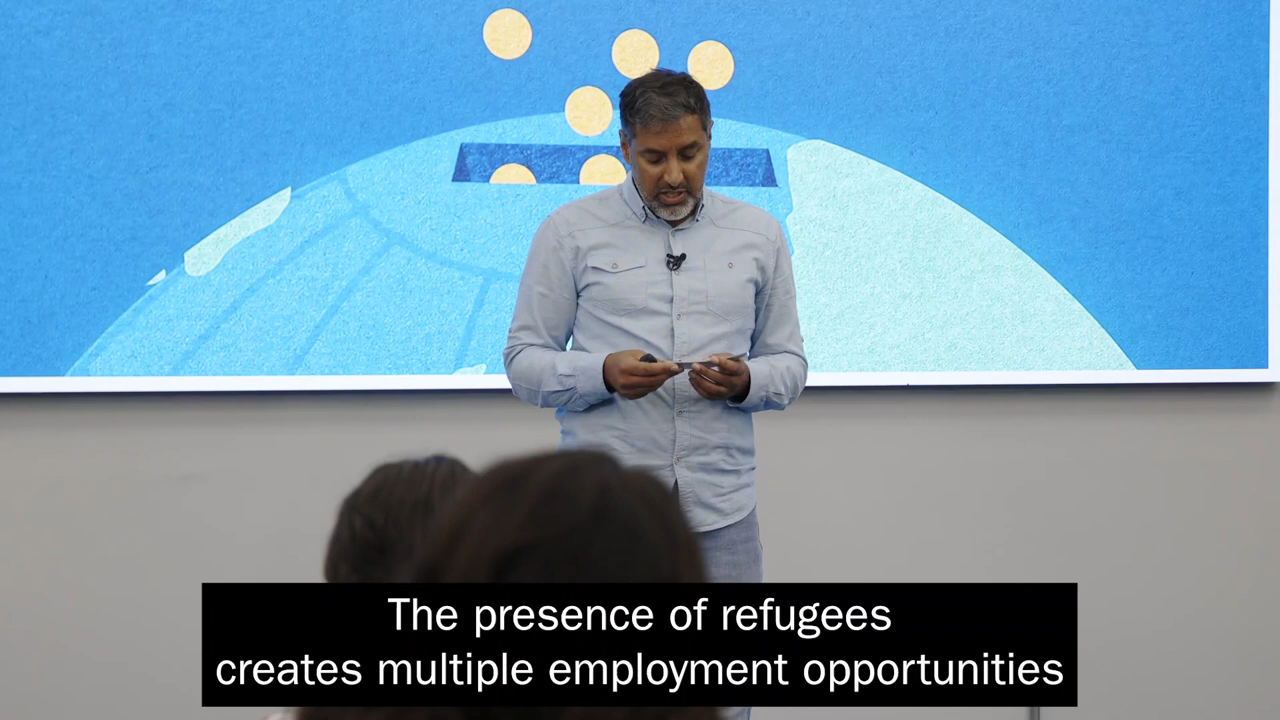 The presence of refugees
creates multiple employment opportunities